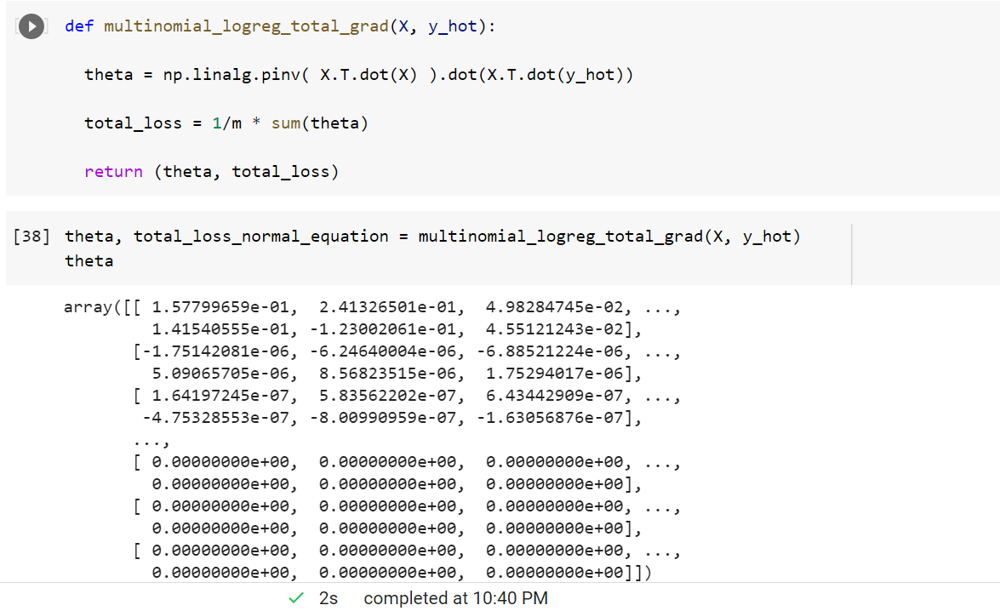 def multinomial_logreg_total_grad(X, y_hot):
theta = np.linalg.pinv( X.T.dot(X) ).dot(X.T.dot(y_hot))
total_loss = 1/m * sum(theta)
return (theta, total_loss)
[38] theta, total_loss_normal_equation = multinomial_logreg_total_grad(X, y_hot)
theta
array([[ 1.57799659e-01, 2.41326501e-01, 4.98284745e-02, ...,
1.41540555e-01, -1.23002061e-01, 4.55121243e-02],
[-1.75142081e-06, -6.24640004e-06, -6.88521224e-06, ...,
5.09065705e-06, 8.56823515e-06, 1.75294017e-06],
[ 1.64197245e-07, 5.83562202e-07, 6.43442909e-07, ...,
-4.75328553e-07, -8.00990959e-07, -1.63056876e-07],
...,
[ 0.00000000e+00, 0.00000000e+00, 0.00000000e+00, ...,
0.00000000e+00, 0.00000000e+00, 0.00000000e+00],
[ 0.00000000e+00, 0.00000000e+00, 0.00000000e+00, ...,
0.00000000e+00, 0.00000000e+00, 0.00000000e+00],
[ 0.00000000e+00, 0.00000000e+00, 0.00000000e+00, ...,
0.00000000e+00, 0.00000000e+00, 0.00000000e+00]])
2s completed at 10:40 PM